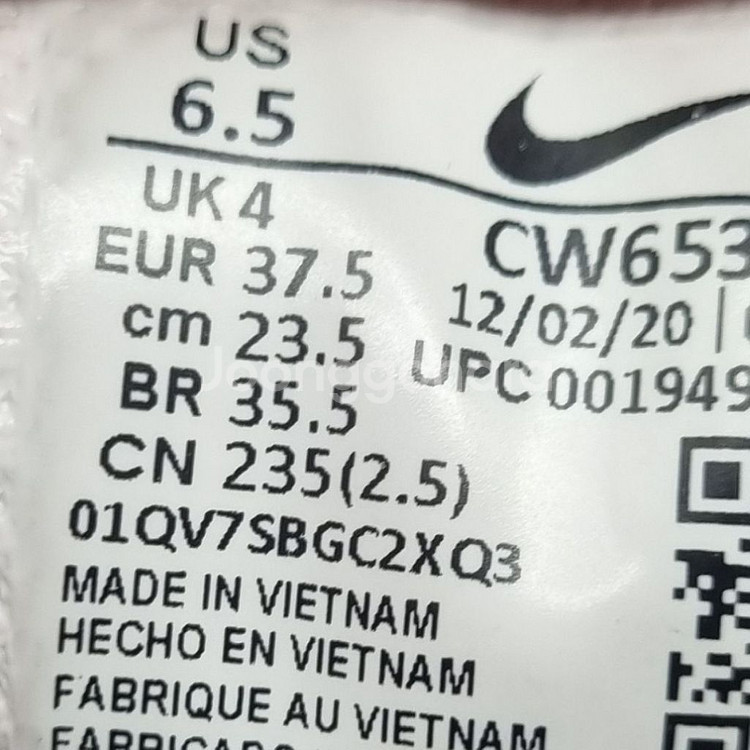 US
6.5
UK 4
EUR 37.5
cm 23.5
BR 35.5
CN 235(2.5)
01QV7SBGC2XQ3
MADE IN VIETNAM
HECHO EN VIETNAM
FABRIQUE AU VIETNAM
CW653
12/02/20 |
UPC 001949